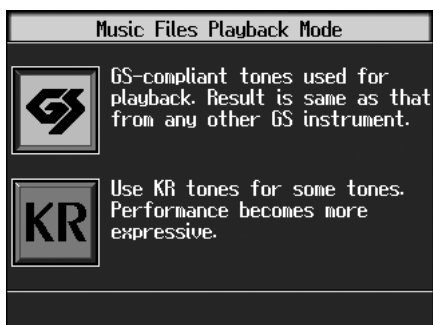 Music Files Playback Mode
GS
GS-compliant tones used for
playback. Result is same as that
from any other GS instrument.
KR
Use KR tones for some tones.
Performance becomes more
expressive.